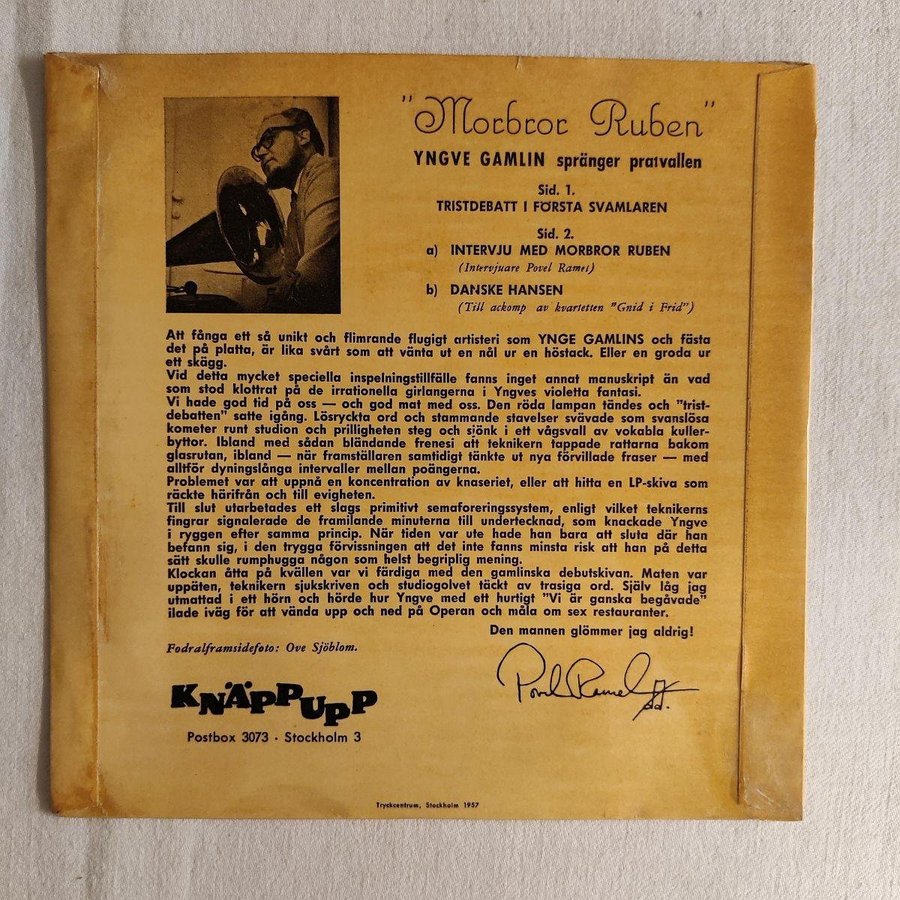 "Morbror Ruben"
YNGVE GAMLIN spränger pratvallen
Sid. 1.
TRISTDEBATT I FÖRSTA SVAMLAREN
Sid. 2.
a) INTERVJU MED MORBROR RUBEN
(Intervjuare Povel Ramel)
b) DANSKE HANSEN
(Till ackomp av kvartetten "Gnid i Frid")
Att fånga ett så unikt och flimrande flugigt artisteri som YNGE GAMLINS och fästa
det på platta, är lika svårt som att vänta ut en nål ur en höstack. Eller en groda ur
ett skägg.
Vid detta mycket speciella inspelningstillfälle fanns inget annat manuskript än vad
som stod klottrat på de irrationella girlangerna i Yngves violetta fantasi.
Vi hade god tid på oss — och god mat med oss. Den röda lampan tändes och "trist-
debatten" satte igång. Lösryckta ord och stammande stavelser svävade som svanslösa
kometer runt studion och prilligheten steg och sjönk i ett vågsvall av vokabla kuller-
byttor. Ibland med sådan bländande frenesi att teknikern tappade rattarna bakom
glasrutan, ibland — när framställaren samtidigt tänkte ut nya förvillade fraser — med
alltför dyningslånga intervaller mellan poängerna.
Problemet var att uppnå en koncentration av knaseriet, eller att hitta en LP-skiva som
räckte härifrån och till evigheten.
Till slut utarbetades ett slags primitivt semaforeringssystem, enligt vilket teknikerns
fingrar signalerade de framilande minuterna till undertecknad, som knackade Yngve
i ryggen efter samma princip. När tiden var ute hade han bara att sluta där han
befann sig, i den trygga förvissningen att det inte fanns minsta risk att han på detta
sätt skulle rumphugga någon som helst begriplig mening.
Klockan åtta på kvällen var vi färdiga med den gamlinska debutskivan. Maten var
uppäten, teknikern sjukskriven och studiogolvet täckt av trasiga ord. Själv låg jag
utmattad i ett hörn och hörde hur Yngve med ett hurtigt "Vi är ganska begåvade"
ilade iväg för att vända upp och ned på Operan och måla om sex restauranter.
Den mannen glömmer jag aldrig!
Fodralframsidefoto: Ove Sjöblom.
Povel Ramel
KNÄPPUPP
Postbox 3073 · Stockholm 3
Tryckcentrum, Stockholm 1957